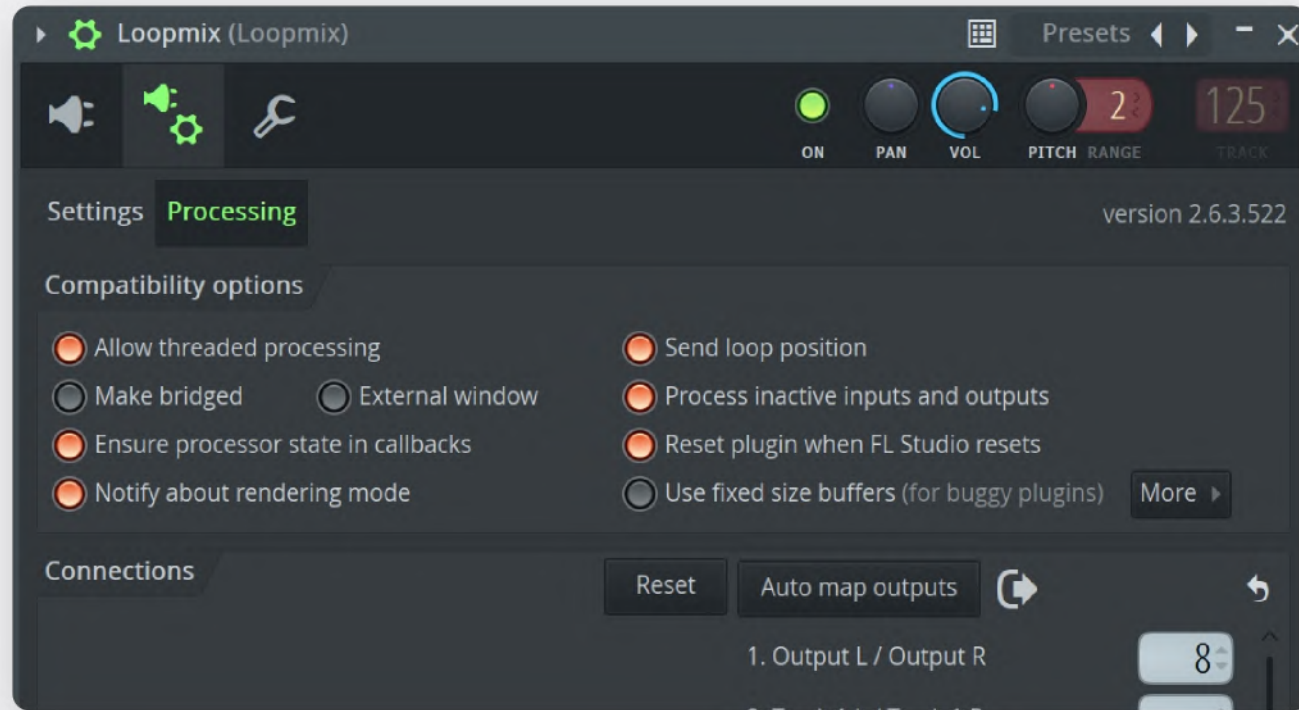 Loopmix (Loopmix) Presets
2 125
ON PAN VOL PITCH RANGE TRACK
Settings Processing version 2.6.3.522
Compatibility options
Allow threaded processing Send loop position
Make bridged External window Process inactive inputs and outputs
Ensure processor state in callbacks Reset plugin when FL Studio resets
Notify about rendering mode Use fixed size buffers (for buggy plugins) More
Connections Reset Auto map outputs
1. Output L / Output R 8